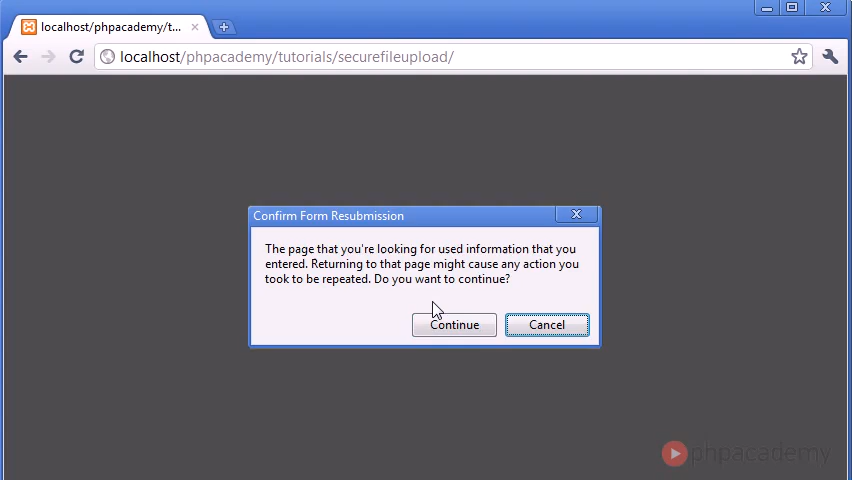 localhost/phpacademy/t...
localhost/phpacademy/tutorials/securefileupload/
Confirm Form Resubmission
The page that you're looking for used information that you
entered. Returning to that page might cause any action you
took to be repeated. Do you want to continue?
Continue
Cancel
phpacademy